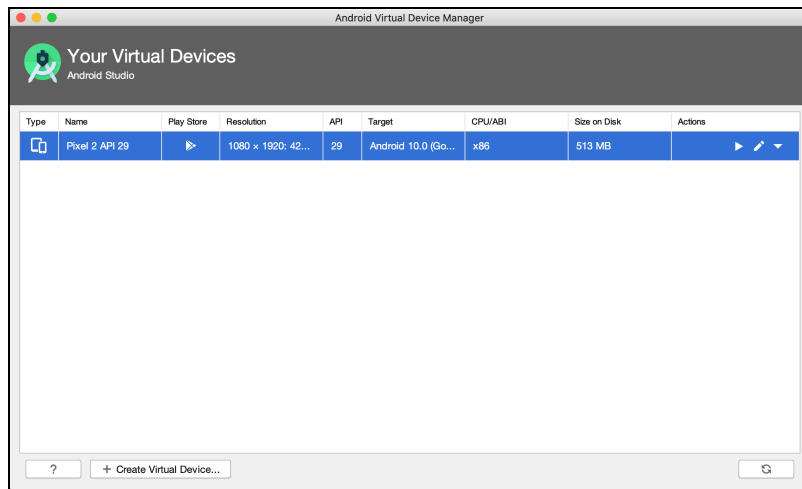 Android Virtual Device Manager
Your Virtual Devices
Android Studio
Type Name Play Store Resolution API Target CPU/ABI Size on Disk Actions
Pixel 2 API 29 1080 × 1920: 42... 29 Android 10.0 (Go... x86 513 MB
? + Create Virtual Device...